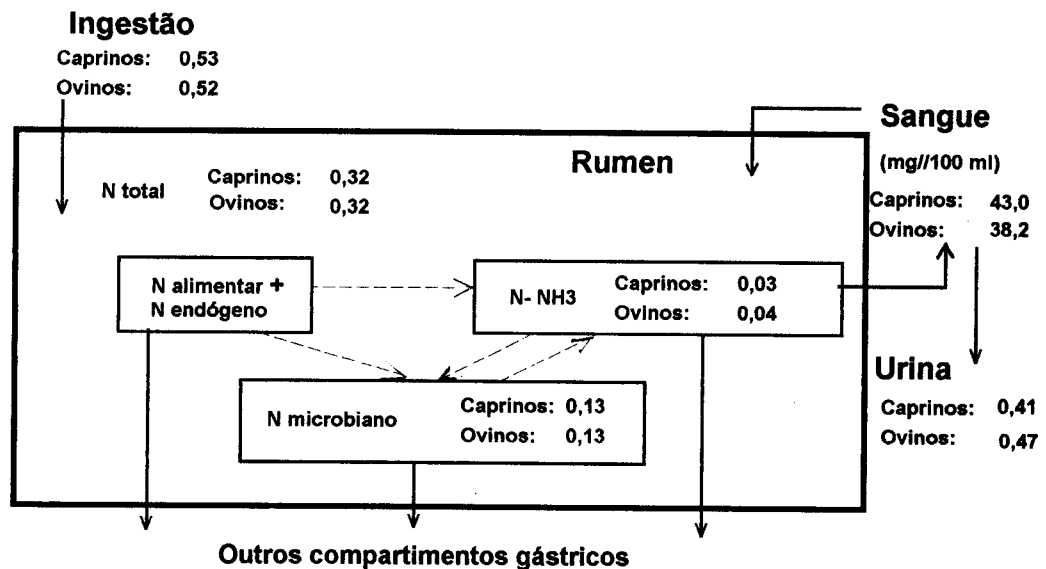 Ingestão
Caprinos: 0,53
Ovinos: 0,52
Sangue
(mg//100 ml)
Caprinos: 43,0
Ovinos: 38,2
Rumen
N total
Caprinos: 0,32
Ovinos: 0,32
N alimentar +
N endógeno
N- NH3
Caprinos: 0,03
Ovinos: 0,04
N microbiano
Caprinos: 0,13
Ovinos: 0,13
Urina
Caprinos: 0,41
Ovinos: 0,47
Outros compartimentos gástricos